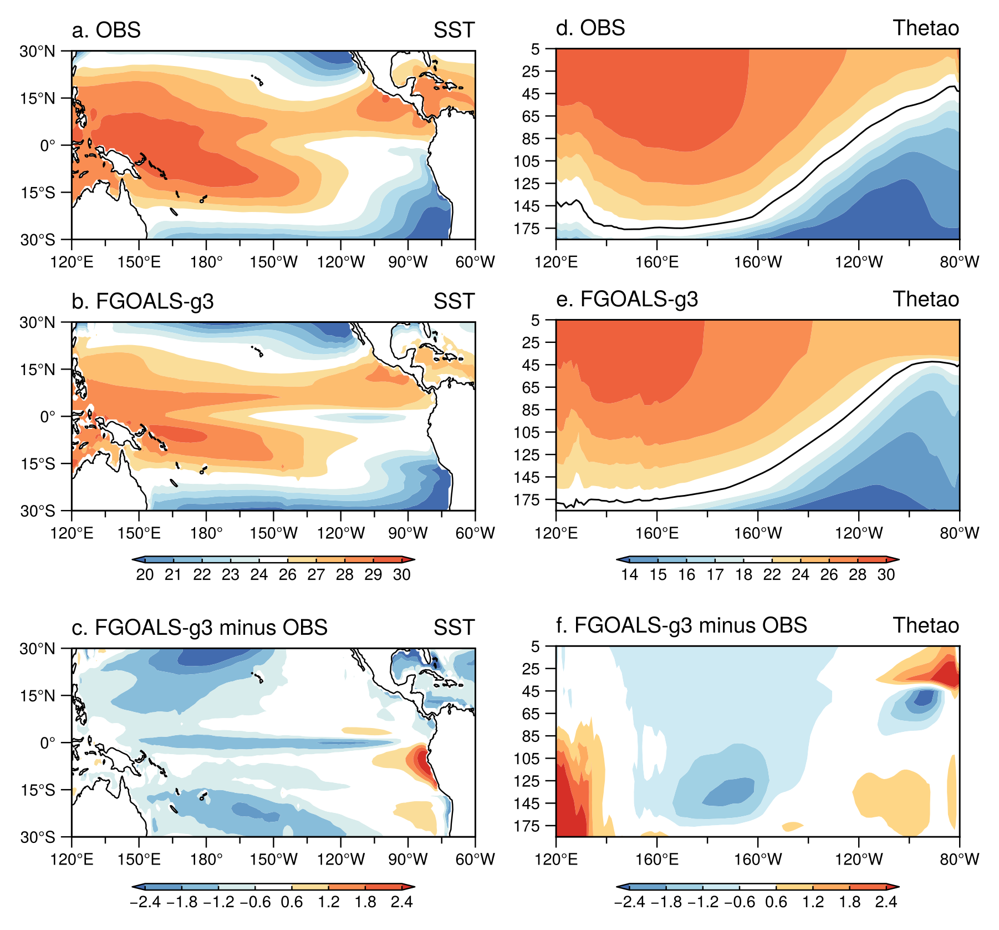 a. OBS SST
30°N
15°N
0°
15°S
30°S
120°E 150°E 180° 150°W 120°W 90°W 60°W
d. OBS Thetao
5
25
45
65
85
105
125
145
175
120°E 160°E 160°W 120°W 80°W
b. FGOALS-g3 SST
30°N
15°N
0°
15°S
30°S
120°E 150°E 180° 150°W 120°W 90°W 60°W
20 21 22 23 24 26 27 28 29 30
e. FGOALS-g3 Thetao
5
25
45
65
85
105
125
145
175
120°E 160°E 160°W 120°W 80°W
14 15 16 17 18 22 24 26 28 30
c. FGOALS-g3 minus OBS SST
30°N
15°N
0°
15°S
30°S
120°E 150°E 180° 150°W 120°W 90°W 60°W
−2.4 −1.8 −1.2 −0.6 0.6 1.2 1.8 2.4
f. FGOALS-g3 minus OBS Thetao
5
25
45
65
85
105
125
145
175
120°E 160°E 160°W 120°W 80°W
−2.4 −1.8 −1.2 −0.6 0.6 1.2 1.8 2.4